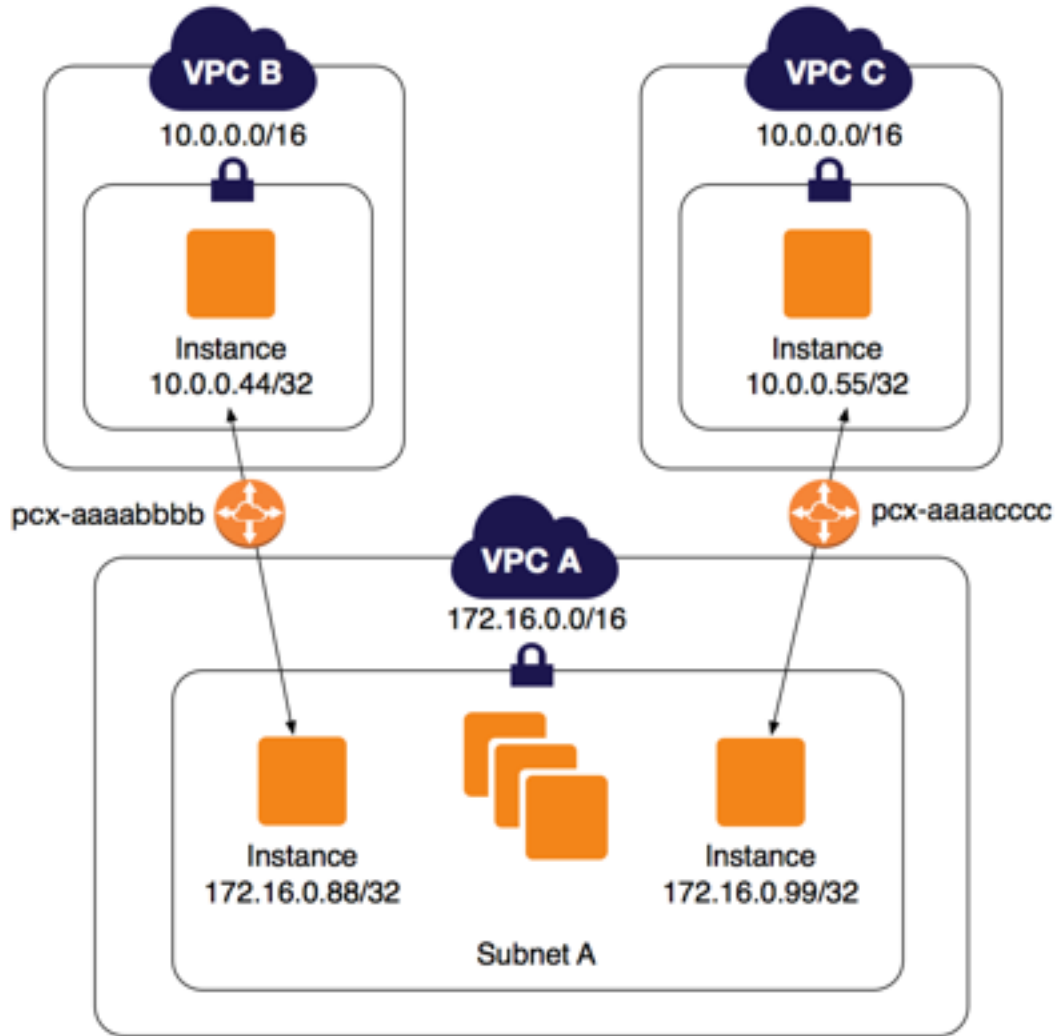 VPC B
10.0.0.0/16
Instance
10.0.0.44/32
VPC C
10.0.0.0/16
Instance
10.0.0.55/32
pcx-aaaabbbb
pcx-aaaacccc
VPC A
172.16.0.0/16
Instance
172.16.0.88/32
Instance
172.16.0.99/32
Subnet A